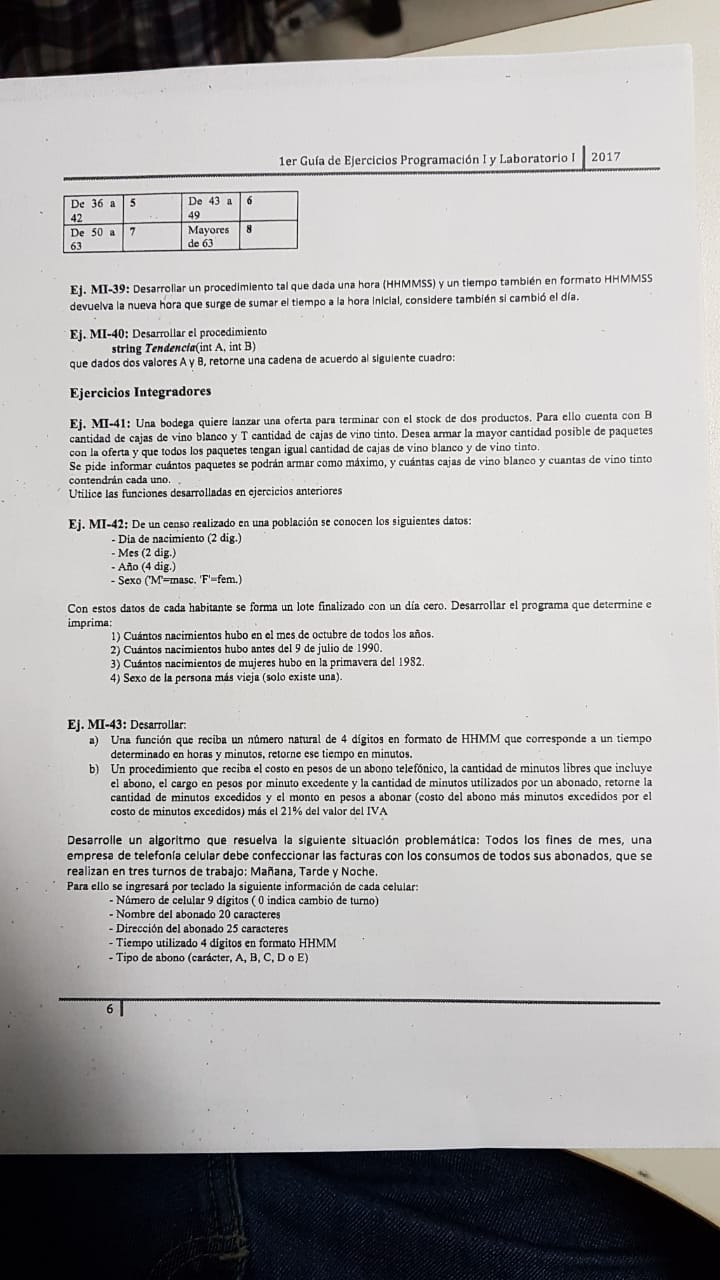 1er Guía de Ejercicios Programación I y Laboratorio I | 2017
De 36 a 42 | 5 | De 43 a 49 | 6
De 50 a 63 | 7 | Mayores de 63 | 8
Ej. MI-39: Desarrollar un procedimiento tal que dada una hora (HHMMSS) y un tiempo también en formato HHMMSS
devuelva la nueva hora que surge de sumar el tiempo a la hora inicial, considere también si cambió el día.
Ej. MI-40: Desarrollar el procedimiento
string Tendencia(int A, int B)
que dados dos valores A y B, retorne una cadena de acuerdo al siguiente cuadro:
Ejercicios Integradores
Ej. MI-41: Una bodega quiere lanzar una oferta para terminar con el stock de dos productos. Para ello cuenta con B
cantidad de cajas de vino blanco y T cantidad de cajas de vino tinto. Desea armar la mayor cantidad posible de paquetes
con la oferta y que todos los paquetes tengan igual cantidad de cajas de vino blanco y de vino tinto.
Se pide informar cuántos paquetes se podrán armar como máximo, y cuántas cajas de vino blanco y cuantas de vino tinto
contendrán cada uno.
Utilice las funciones desarrolladas en ejercicios anteriores
Ej. MI-42: De un censo realizado en una población se conocen los siguientes datos:
- Dia de nacimiento (2 dig.)
- Mes (2 dig.)
- Año (4 dig.)
- Sexo ('M'=masc. 'F'=fem.)
Con estos datos de cada habitante se forma un lote finalizado con un día cero. Desarrollar el programa que determine e
imprima:
1) Cuántos nacimientos hubo en el mes de octubre de todos los años.
2) Cuántos nacimientos hubo antes del 9 de julio de 1990.
3) Cuántos nacimientos de mujeres hubo en la primavera del 1982.
4) Sexo de la persona más vieja (solo existe una).
Ej. MI-43: Desarrollar:
a) Una función que reciba un número natural de 4 dígitos en formato de HHMM que corresponde a un tiempo
determinado en horas y minutos, retorne ese tiempo en minutos.
b) Un procedimiento que reciba el costo en pesos de un abono telefónico, la cantidad de minutos libres que incluye
el abono, el cargo en pesos por minuto excedente y la cantidad de minutos utilizados por un abonado, retorne la
cantidad de minutos excedidos y el monto en pesos a abonar (costo del abono más minutos excedidos por el
costo de minutos excedidos) más el 21% del valor del IVA
Desarrolle un algoritmo que resuelva la siguiente situación problemática: Todos los fines de mes, una
empresa de telefonía celular debe confeccionar las facturas con los consumos de todos sus abonados, que se
realizan en tres turnos de trabajo: Mañana, Tarde y Noche.
Para ello se ingresará por teclado la siguiente información de cada celular:
- Número de celular 9 dígitos ( 0 indica cambio de turno)
- Nombre del abonado 20 caracteres
- Dirección del abonado 25 caracteres
- Tiempo utilizado 4 dígitos en formato HHMM
- Tipo de abono (carácter, A, B, C, D o E)
6 |